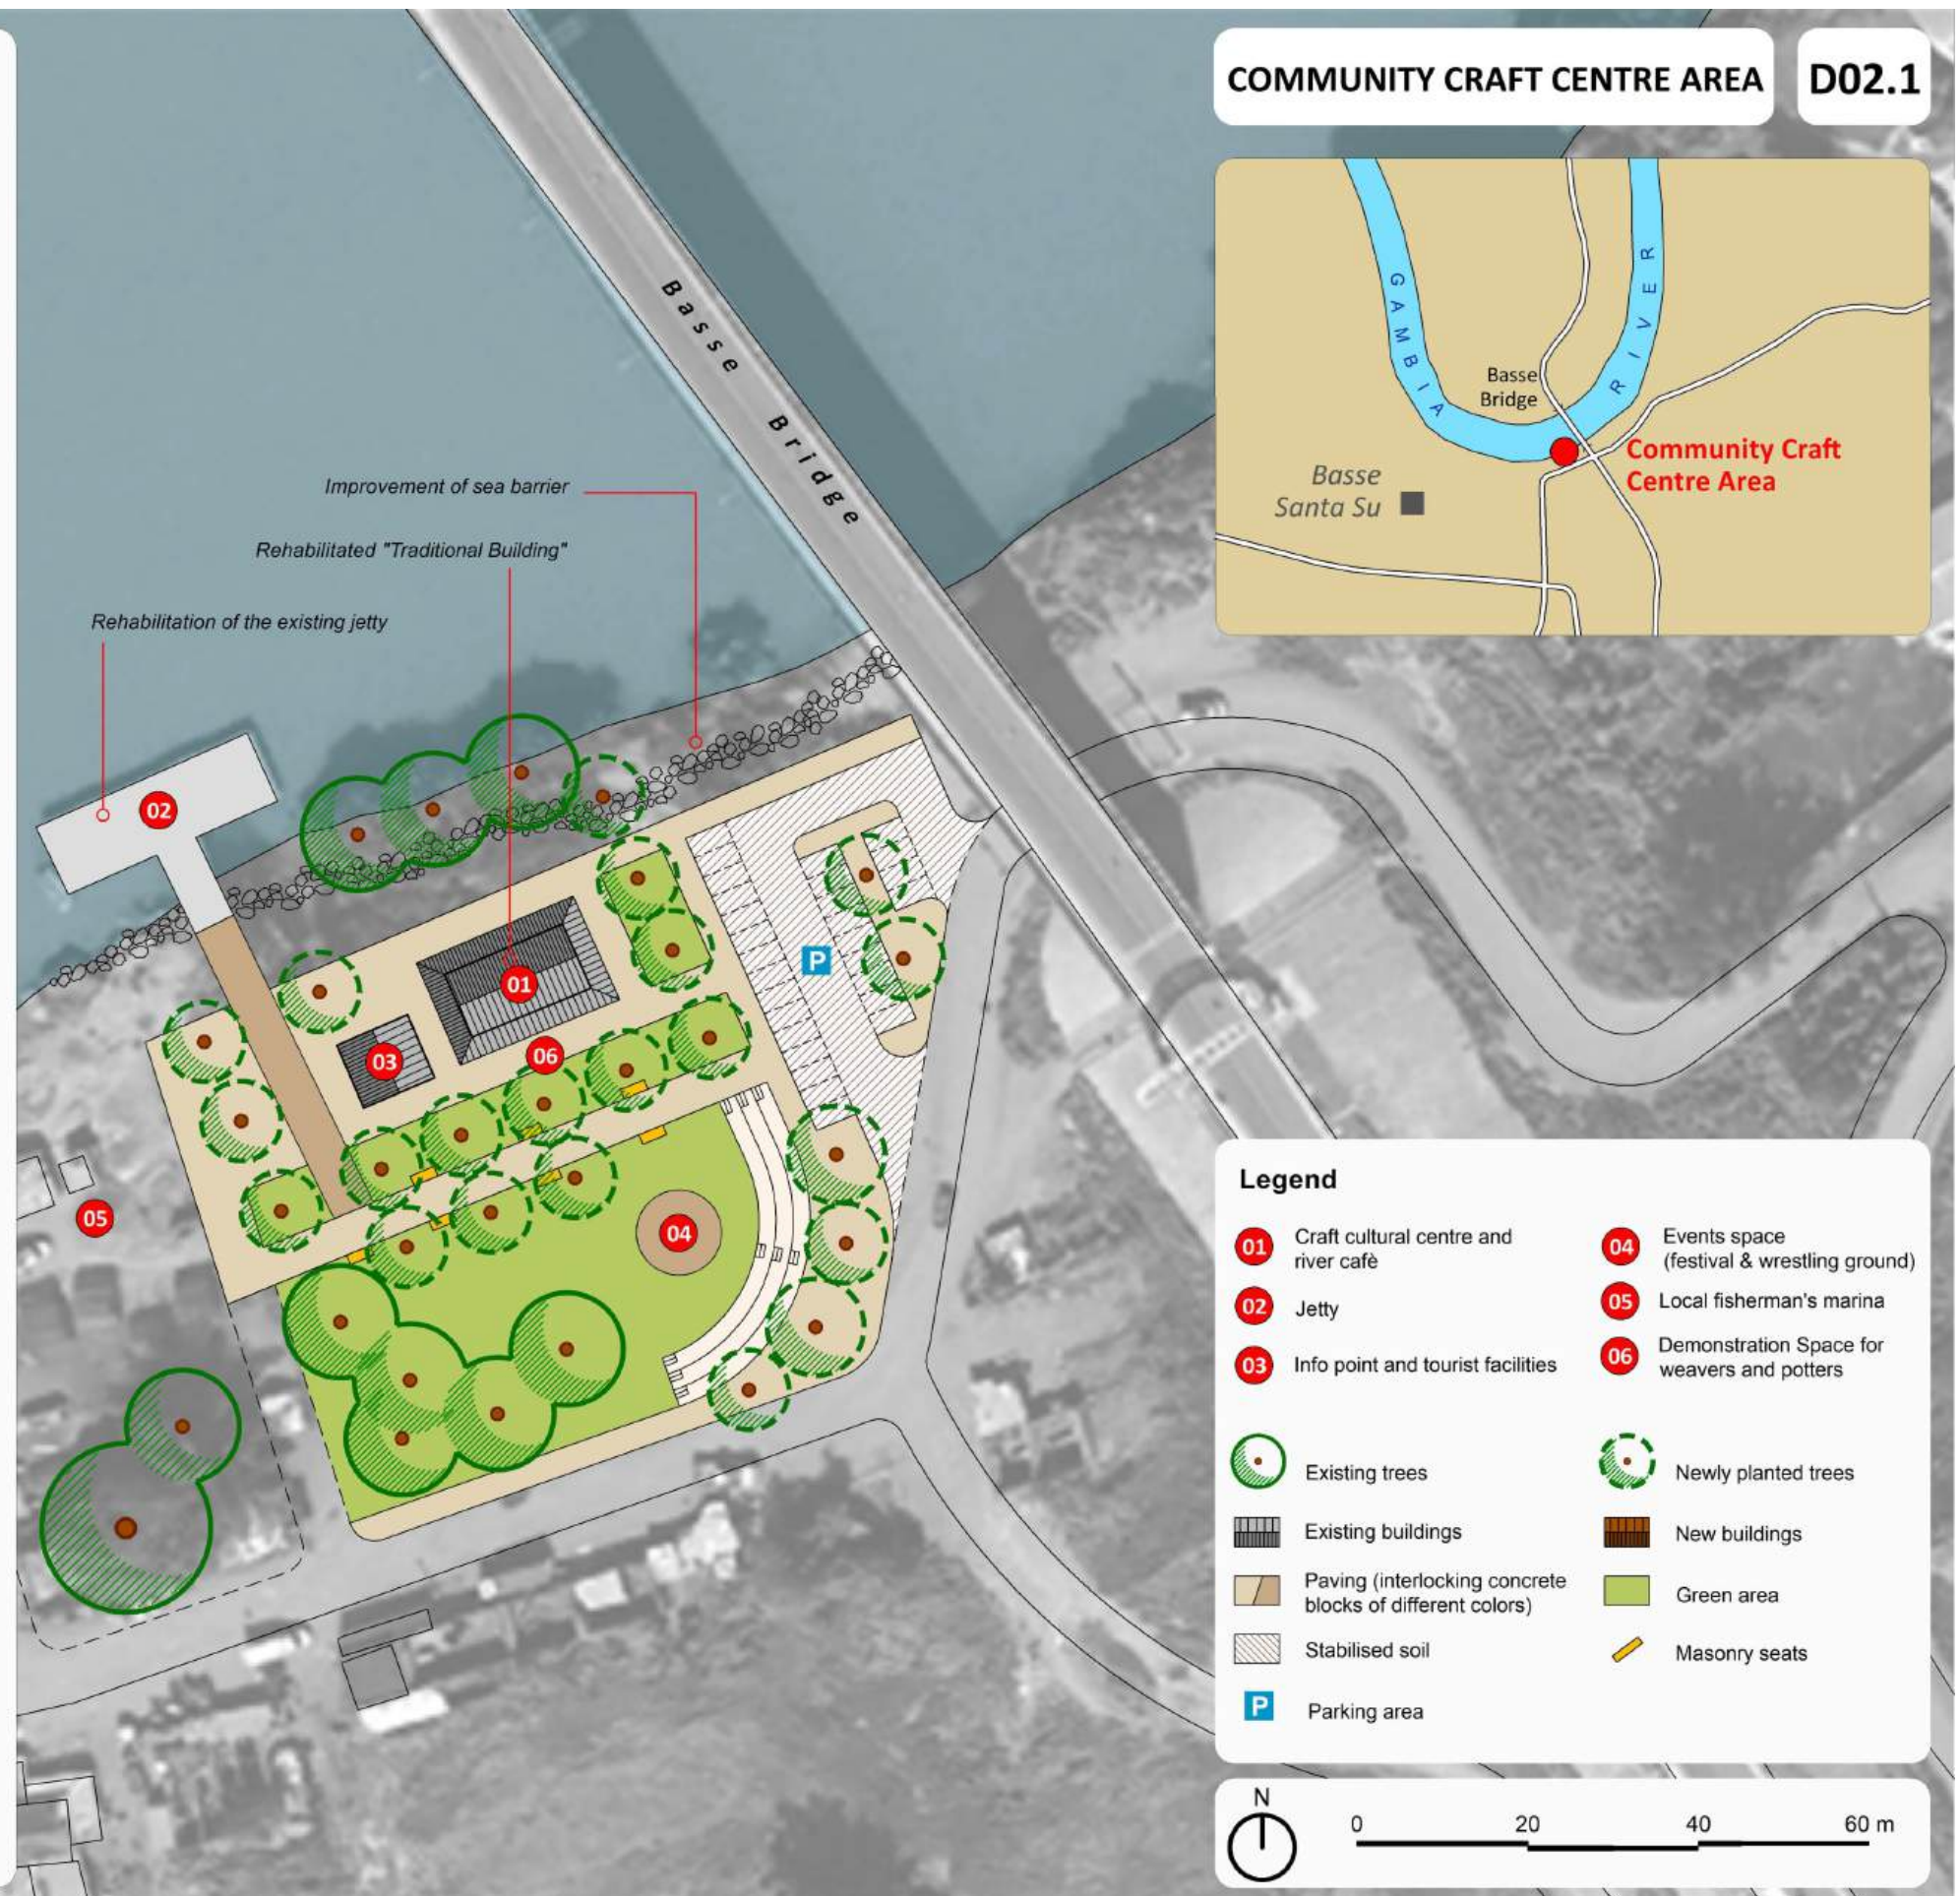 COMMUNITY CRAFT CENTRE AREA
D02.1
GAMBIA
RIVER
Basse
Bridge
Community Craft
Centre Area
Basse
Santa Su
Basse Bridge
Improvement of sea barrier
Rehabilitated "Traditional Building"
Rehabilitation of the existing jetty
02
01
P
03
06
05
04
Legend
01 Craft cultural centre and
river cafè
02 Jetty
03 Info point and tourist facilities
04 Events space
(festival & wrestling ground)
05 Local fisherman's marina
06 Demonstration Space for
weavers and potters
Existing trees
Newly planted trees
Existing buildings
New buildings
Paving (interlocking concrete
blocks of different colors)
Green area
Stabilised soil
Masonry seats
P Parking area
N
0 20 40 60 m